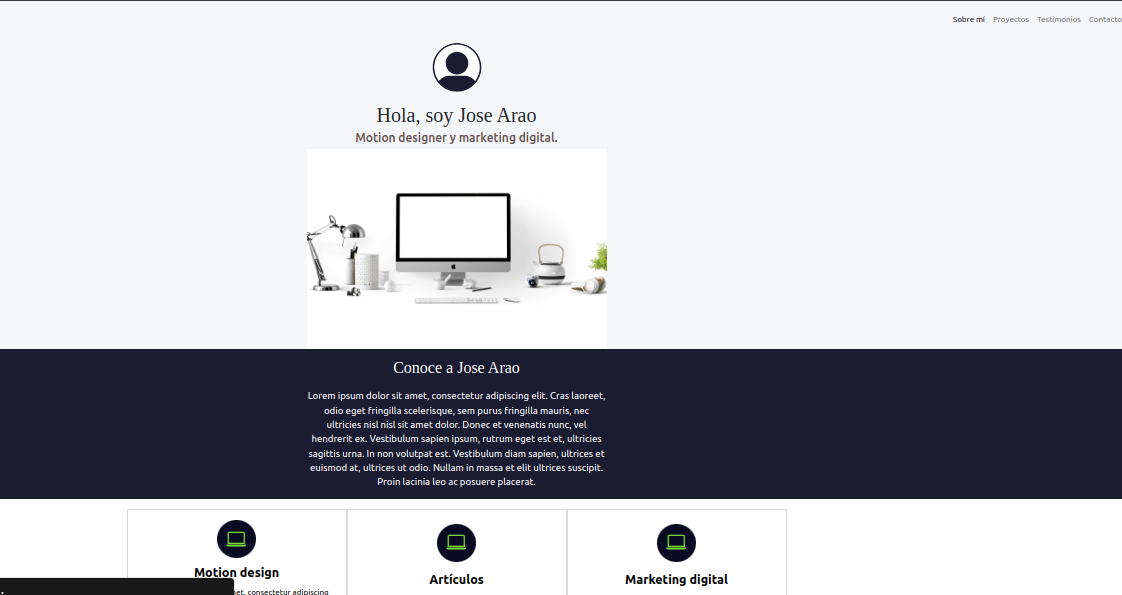 Sobre mí Proyectos Testimonios Contacto
Hola, soy Jose Arao
Motion designer y marketing digital.
Conoce a Jose Arao
Lorem ipsum dolor sit amet, consectetur adipiscing elit. Cras laoreet,
odio eget fringilla scelerisque, sem purus fringilla mauris, nec
ultricies nisl nisl sit amet dolor. Donec et venenatis nunc, vel
hendrerit ex. Vestibulum sapien ipsum, rutrum eget est et, ultricies
sagittis urna. In non volutpat est. Vestibulum diam sapien, ultrices et
euismod at, ultrices ut odio. Nullam in massa et elit ultrices suscipit.
Proin lacinia leo ac posuere placerat.
Motion design
Artículos
Marketing digital
consectetur adipiscing